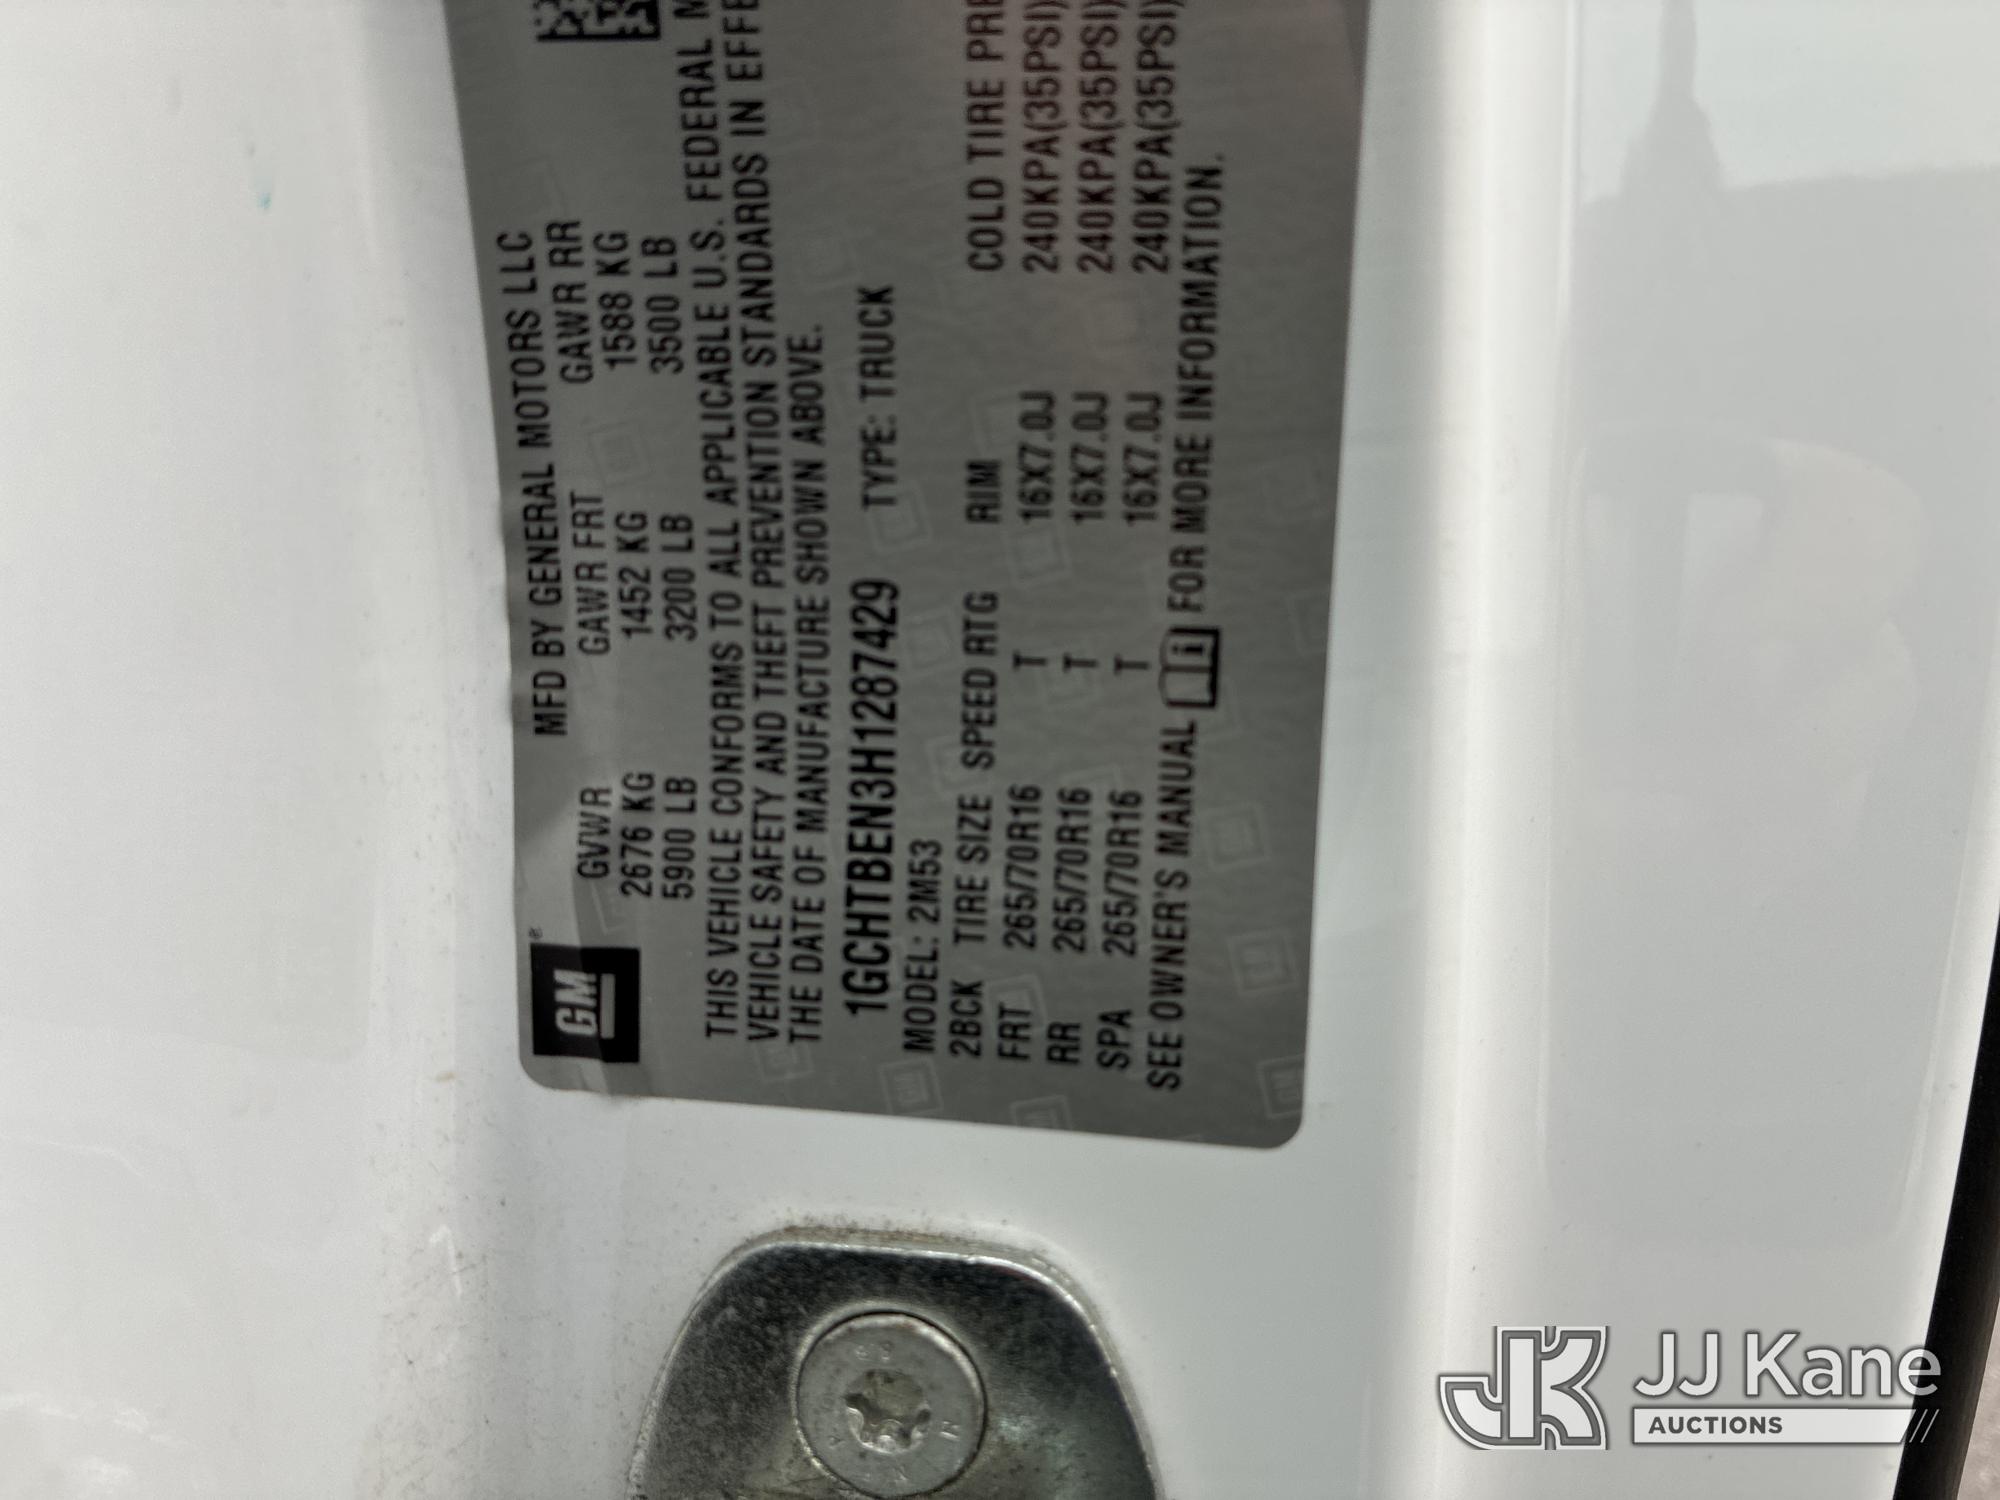 GM®
MFD BY GENERAL MOTORS LLC
GVWR GAWR FRT GAWR RR
2676 KG 1452 KG 1588 KG
5900 LB 3200 LB 3500 LB
THIS VEHICLE CONFORMS TO ALL APPLICABLE U.S. FEDERAL M
VEHICLE SAFETY AND THEFT PREVENTION STANDARDS IN EFFE
THE DATE OF MANUFACTURE SHOWN ABOVE.
1GCHTBEN3H1287429 TYPE: TRUCK
MODEL: 2M53
2BCK TIRE SIZE SPEED RTG RIM COLD TIRE PRE
FRT 265/70R16 T 16X7.0J 240KPA(35PSI)
RR 265/70R16 T 16X7.0J 240KPA(35PSI)
SPA 265/70R16 T 16X7.0J 240KPA(35PSI)
SEE OWNER'S MANUAL i FOR MORE INFORMATION.
JK JJ Kane
AUCTIONS